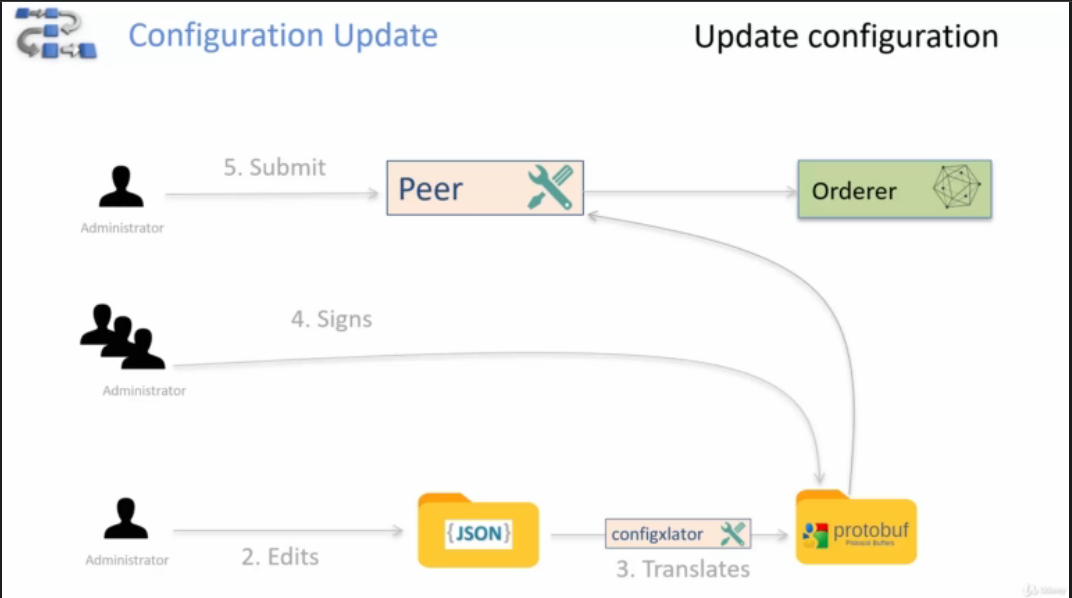 Configuration Update
Update configuration
5. Submit
Peer
Orderer
Administrator
4. Signs
Administrator
{JSON}
configxlator
protobuf
Protocol Buffers
Administrator
2. Edits
3. Translates
Udemy